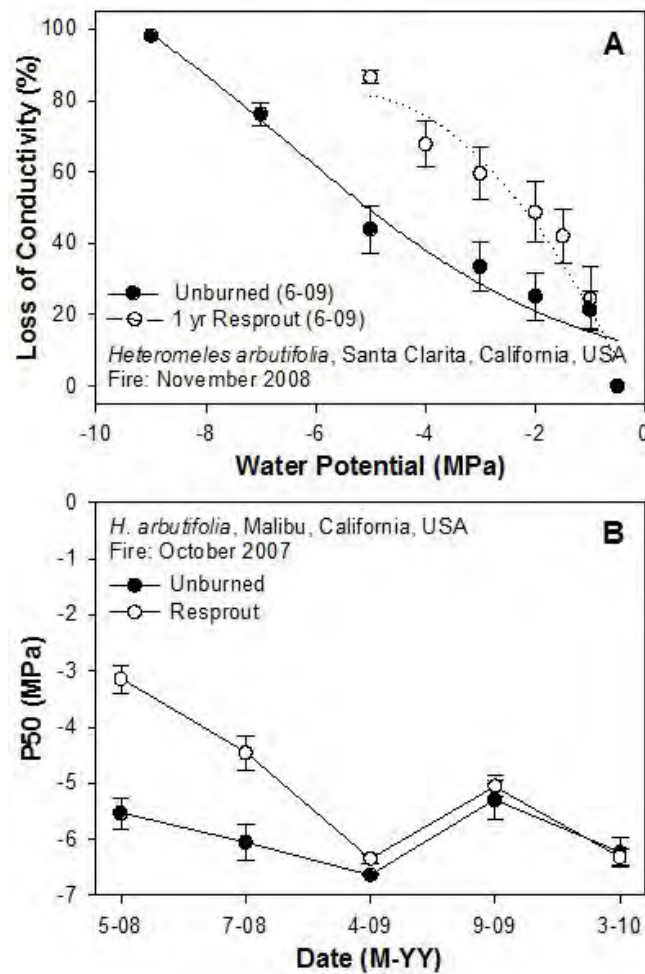 A
Loss of Conductivity (%)
100
80
60
40
20
0
Unburned (6-09)
1 yr Resprout (6-09)
Heteromeles arbutifolia, Santa Clarita, California, USA
Fire: November 2008
-10 -8 -6 -4 -2 0
Water Potential (MPa)
B
P50 (MPa)
0
-1
-2
-3
-4
-5
-6
-7
H. arbutifolia, Malibu, California, USA
Fire: October 2007
Unburned
Resprout
5-08 7-08 4-09 9-09 3-10
Date (M-YY)